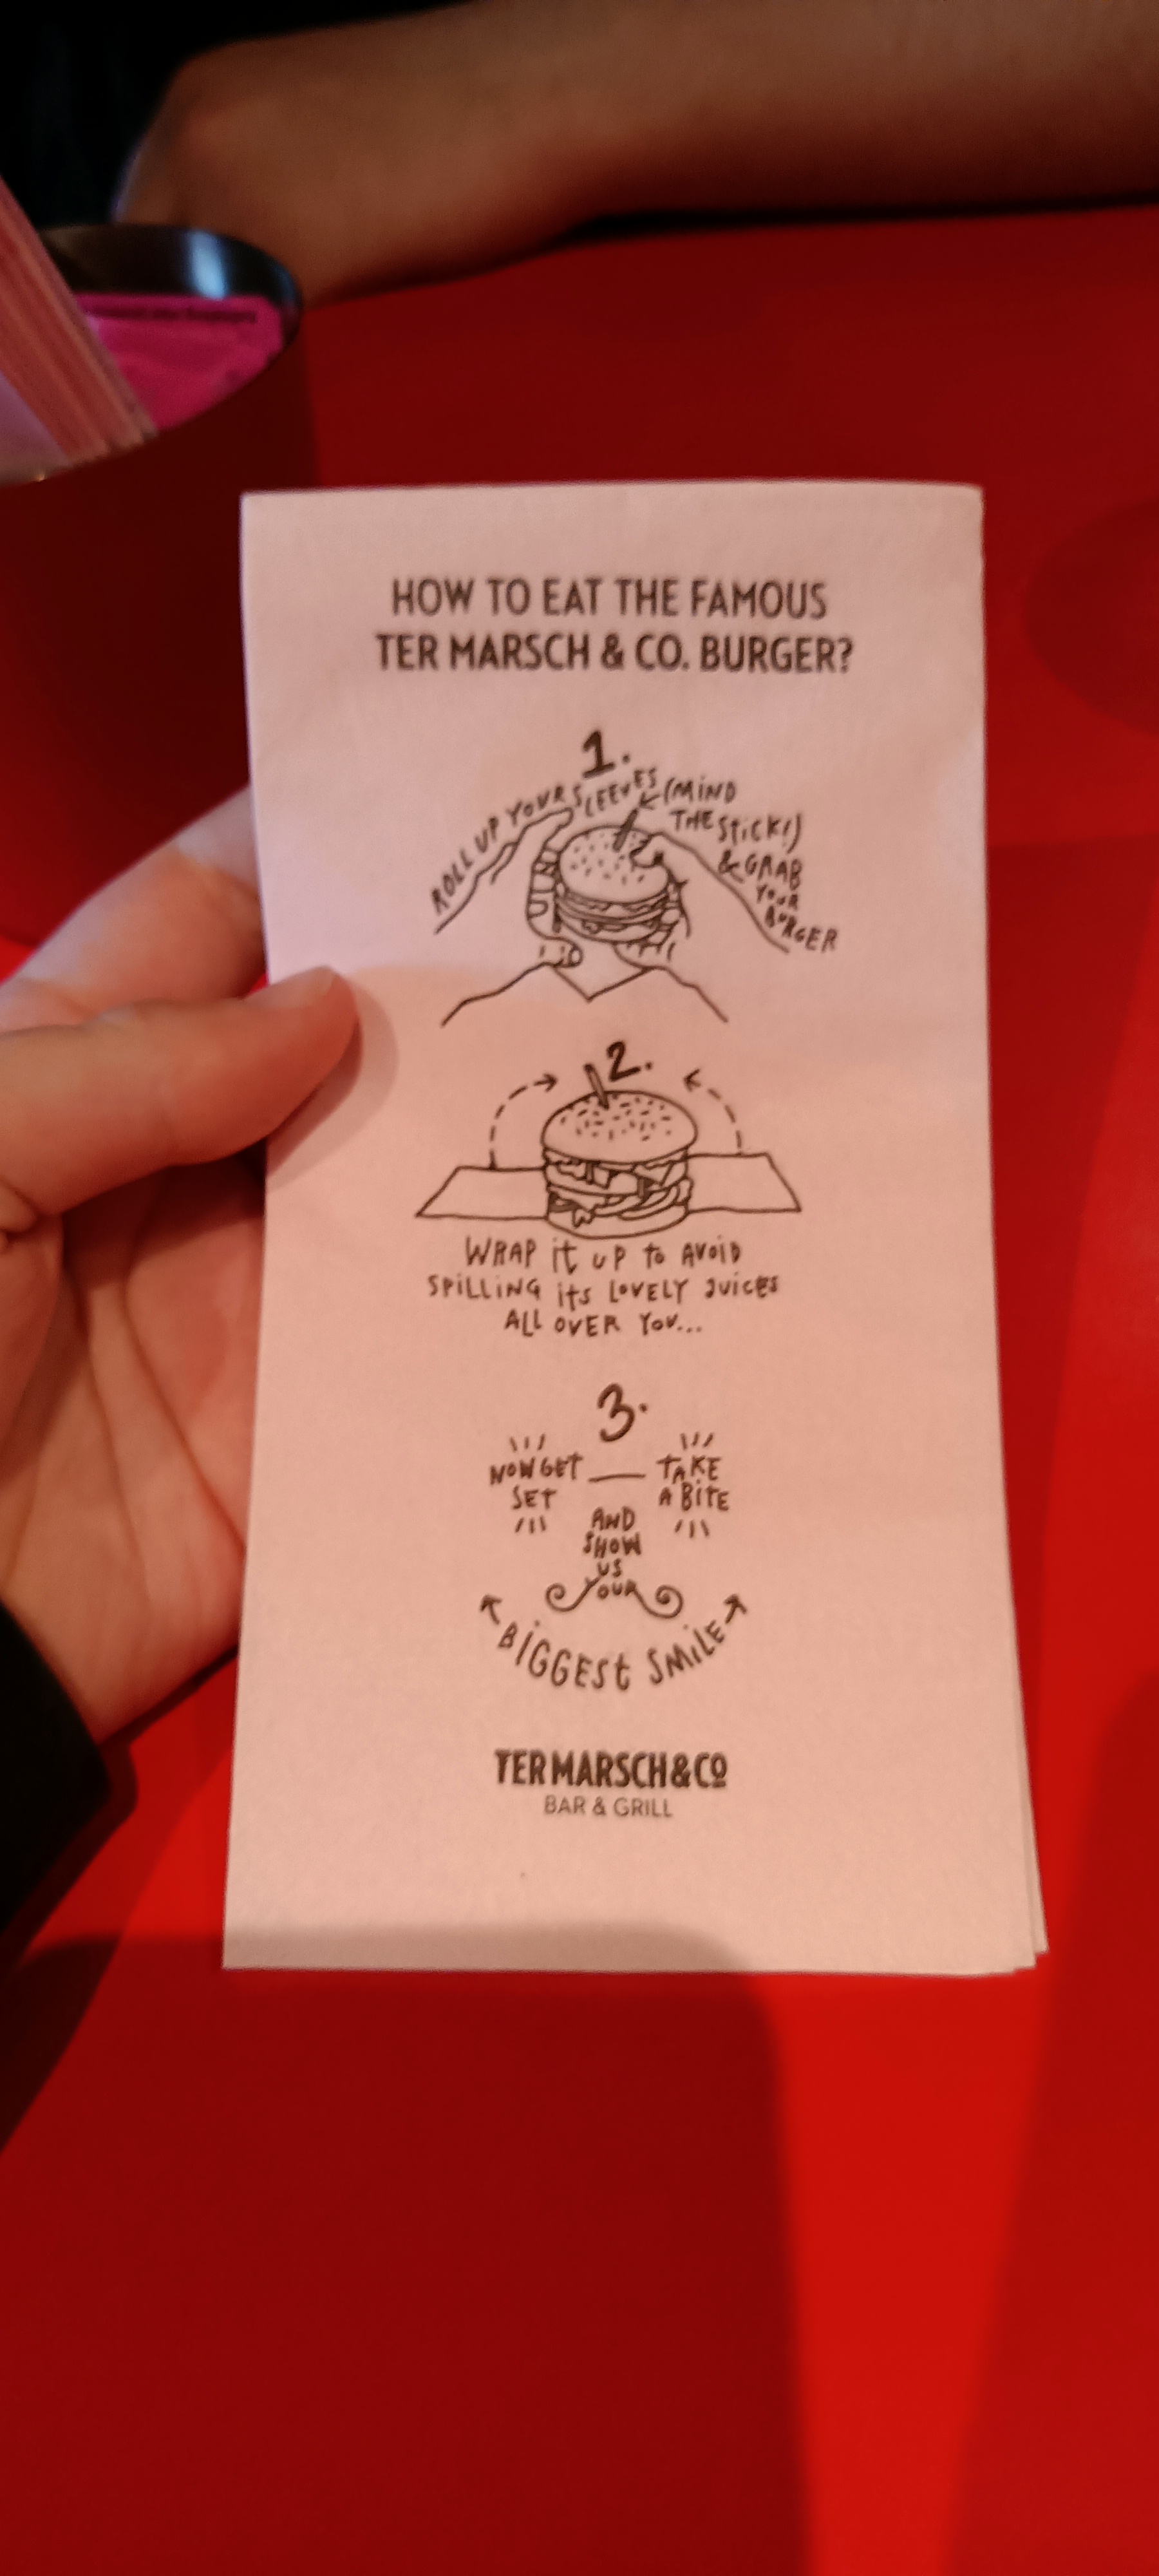 HOW TO EAT THE FAMOUS
TER MARSCH & CO. BURGER?
1.
ROLL UP YOUR SLEEVES
(MIND
THE STICK!)
& GRAB
YOUR
BURGER
2.
WRAP it UP to AVOID
SPILLING its LOVELY JUICES
ALL OVER YOU...
3.
NOW GET
SET
TAKE
A BITE
AND
SHOW
US
YOUR
BIGGEST SMILE
TER MARSCH & CO
BAR & GRILL